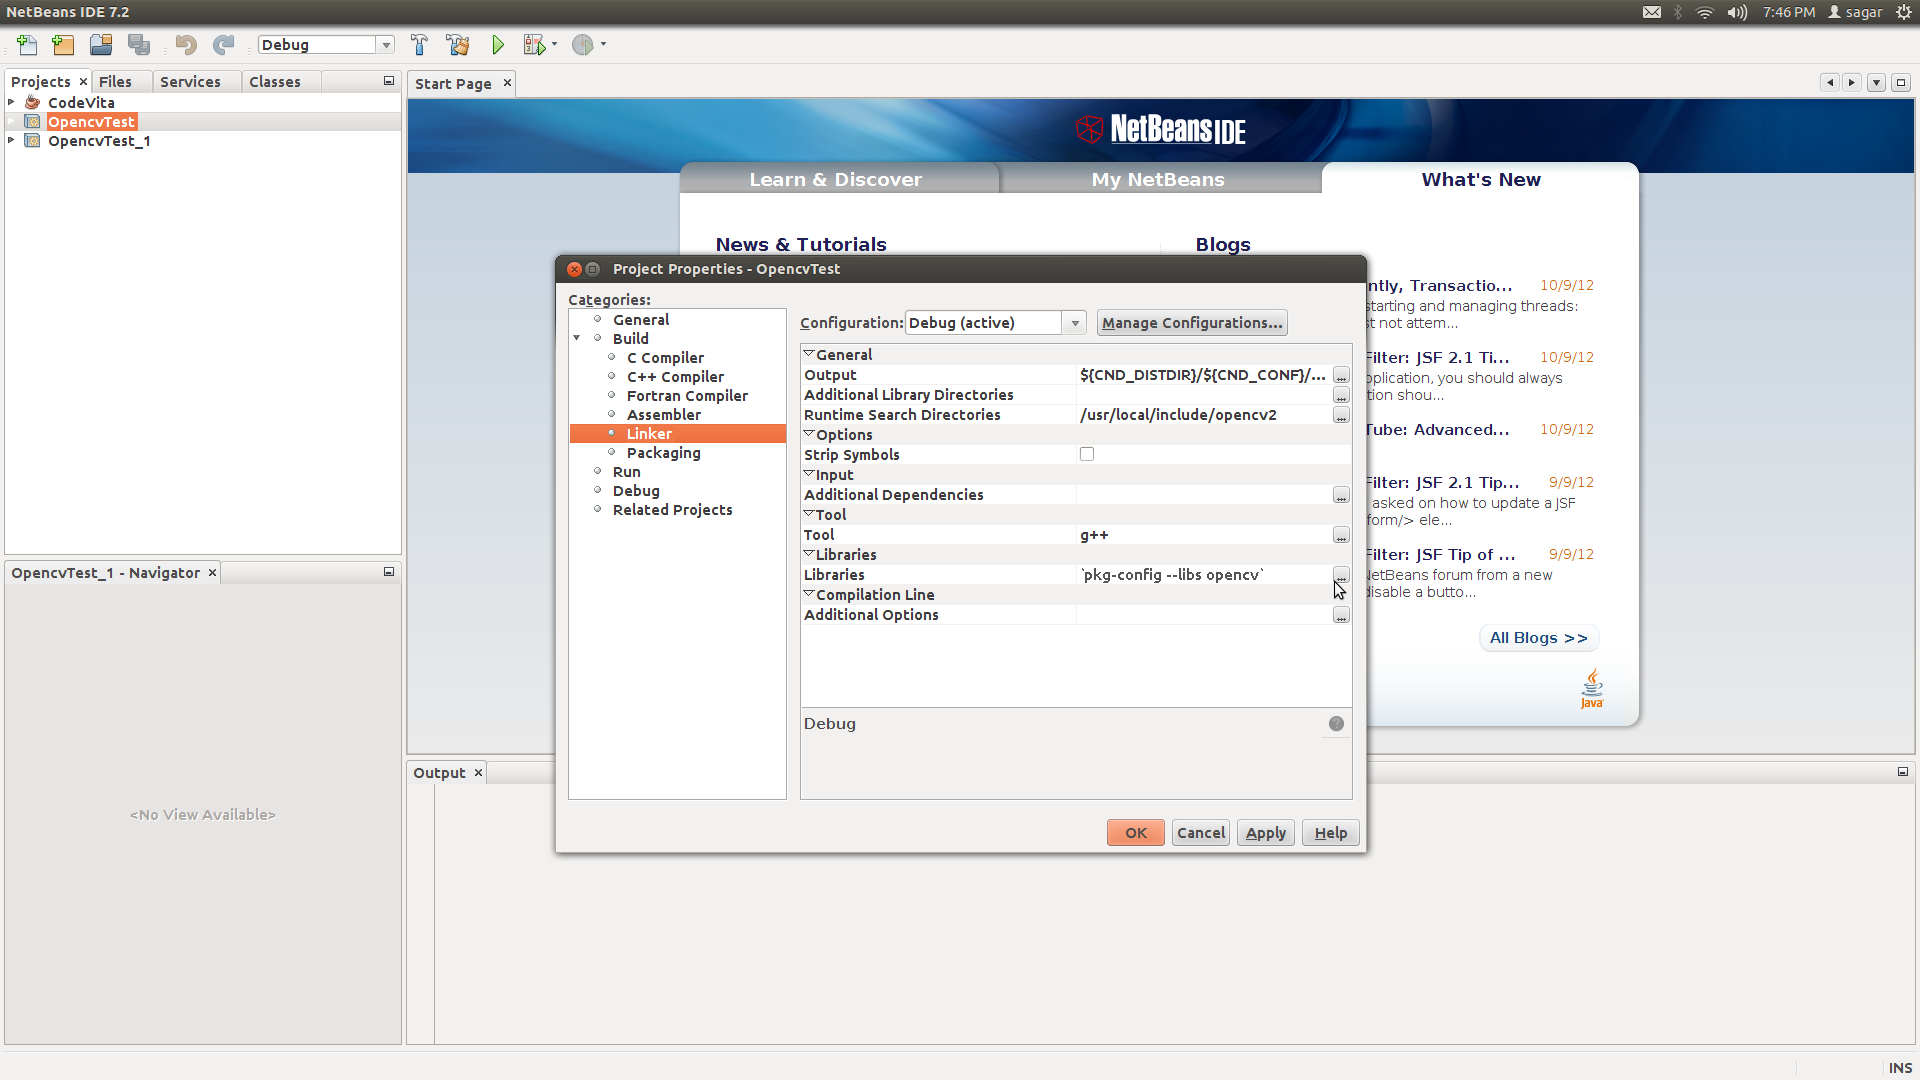 NetBeans IDE 7.2
7:46 PM sagar
Debug
Projects Files Services Classes
CodeVita
OpencvTest
OpencvTest_1
Start Page
NetBeans IDE
Learn & Discover My NetBeans What's New
News & Tutorials Blogs
ntly, Transactio... 10/9/12
starting and managing threads:
st not attem...
Filter: JSF 2.1 Ti... 10/9/12
pplication, you should always
tion shou...
Tube: Advanced... 10/9/12
Filter: JSF 2.1 Tip... 9/9/12
asked on how to update a JSF
form/> ele...
Filter: JSF Tip of ... 9/9/12
NetBeans forum from a new
disable a butto...
All Blogs >>
Java
Project Properties - OpencvTest
Categories:
General
Build
C Compiler
C++ Compiler
Fortran Compiler
Assembler
Linker
Packaging
Run
Debug
Related Projects
Configuration: Debug (active) Manage Configurations...
General
Output ${CND_DISTDIR}/${CND_CONF}/... ...
Additional Library Directories ...
Runtime Search Directories /usr/local/include/opencv2 ...
Options
Strip Symbols
Input
Additional Dependencies ...
Tool
Tool g++ ...
Libraries
Libraries `pkg-config --libs opencv` ...
Compilation Line
Additional Options ...
Debug ?
OK Cancel Apply Help
OpencvTest_1 - Navigator
<No View Available>
Output
INS